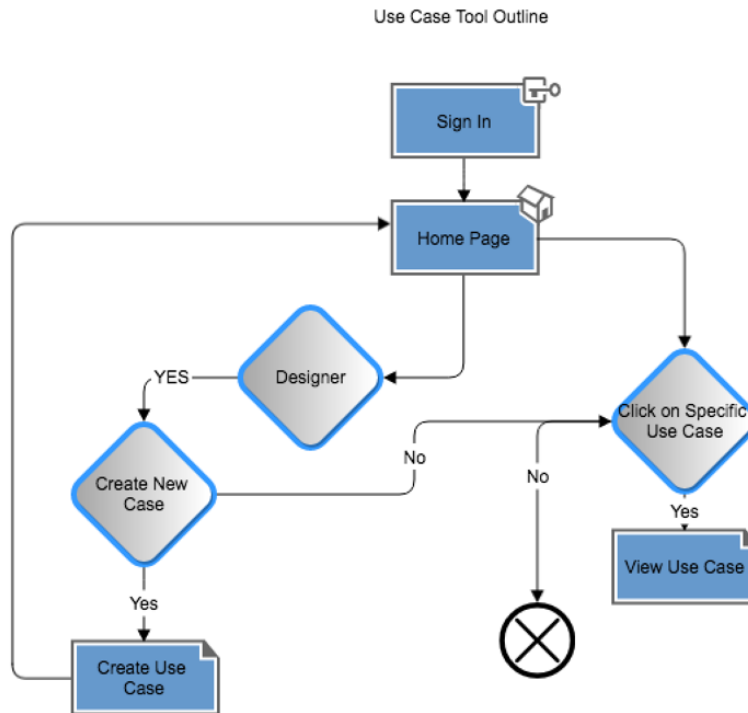 Use Case Tool Outline
Sign In
Home Page
Designer
YES
Click on Specific
Use Case
No
No
Create New
Case
Yes
View Use Case
Yes
Create Use
Case